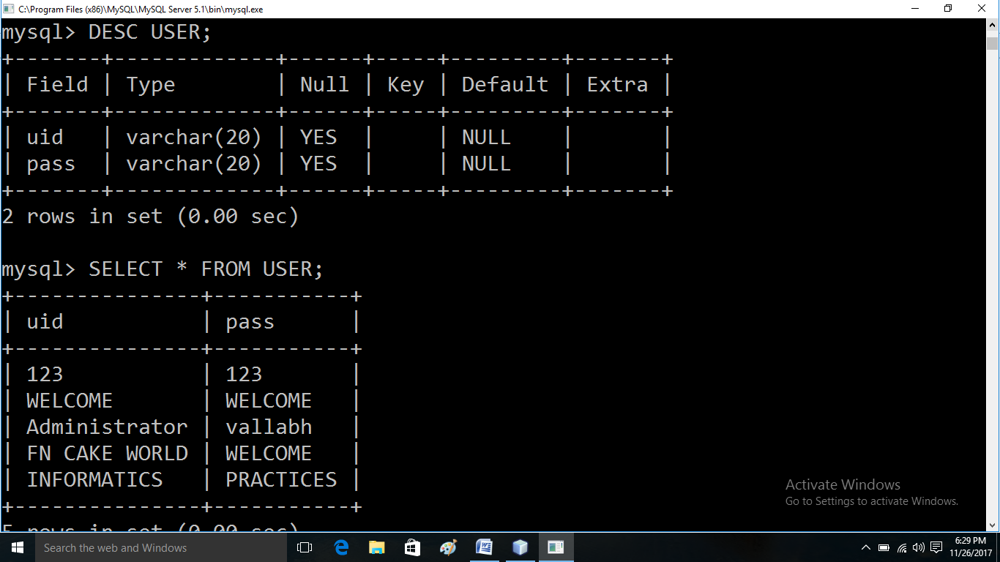 C:\Program Files (x86)\MySQL\MySQL Server 5.1\bin\mysql.exe
mysql> DESC USER;
+-------+-------------+------+-----+---------+-------+
| Field | Type        | Null | Key | Default | Extra |
+-------+-------------+------+-----+---------+-------+
| uid   | varchar(20) | YES  |     | NULL    |       |
| pass  | varchar(20) | YES  |     | NULL    |       |
+-------+-------------+------+-----+---------+-------+
2 rows in set (0.00 sec)
mysql> SELECT * FROM USER;
+---------------+-----------+
| uid           | pass      |
+---------------+-----------+
| 123           | 123       |
| WELCOME       | WELCOME   |
| Administrator | vallabh   |
| FN CAKE WORLD | WELCOME   |
| INFORMATICS   | PRACTICES |
+---------------+-----------+
5 rows in set (0.00 sec)
Activate Windows
Go to Settings to activate Windows.
Search the web and Windows
6:29 PM
11/26/2017